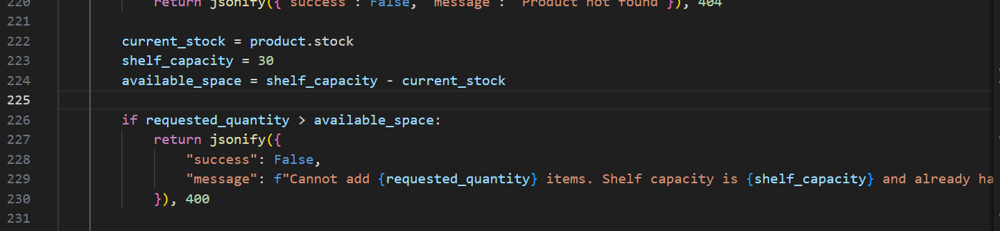 220 return jsonify({"success": False, "message": "Product not found"}), 404
221
222 current_stock = product.stock
223 shelf_capacity = 30
224 available_space = shelf_capacity - current_stock
225
226 if requested_quantity > available_space:
227 return jsonify({
228 "success": False,
229 "message": f"Cannot add {requested_quantity} items. Shelf capacity is {shelf_capacity} and already ha
230 }), 400
231